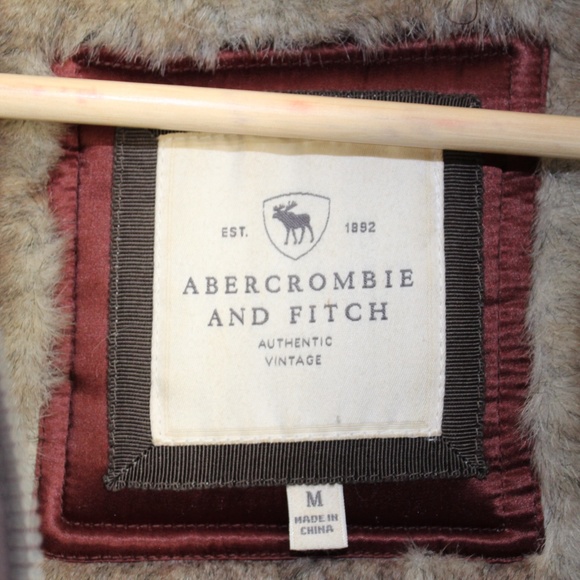 EST. 1892
ABERCROMBIE
AND FITCH
AUTHENTIC
VINTAGE
M
MADE IN
CHINA